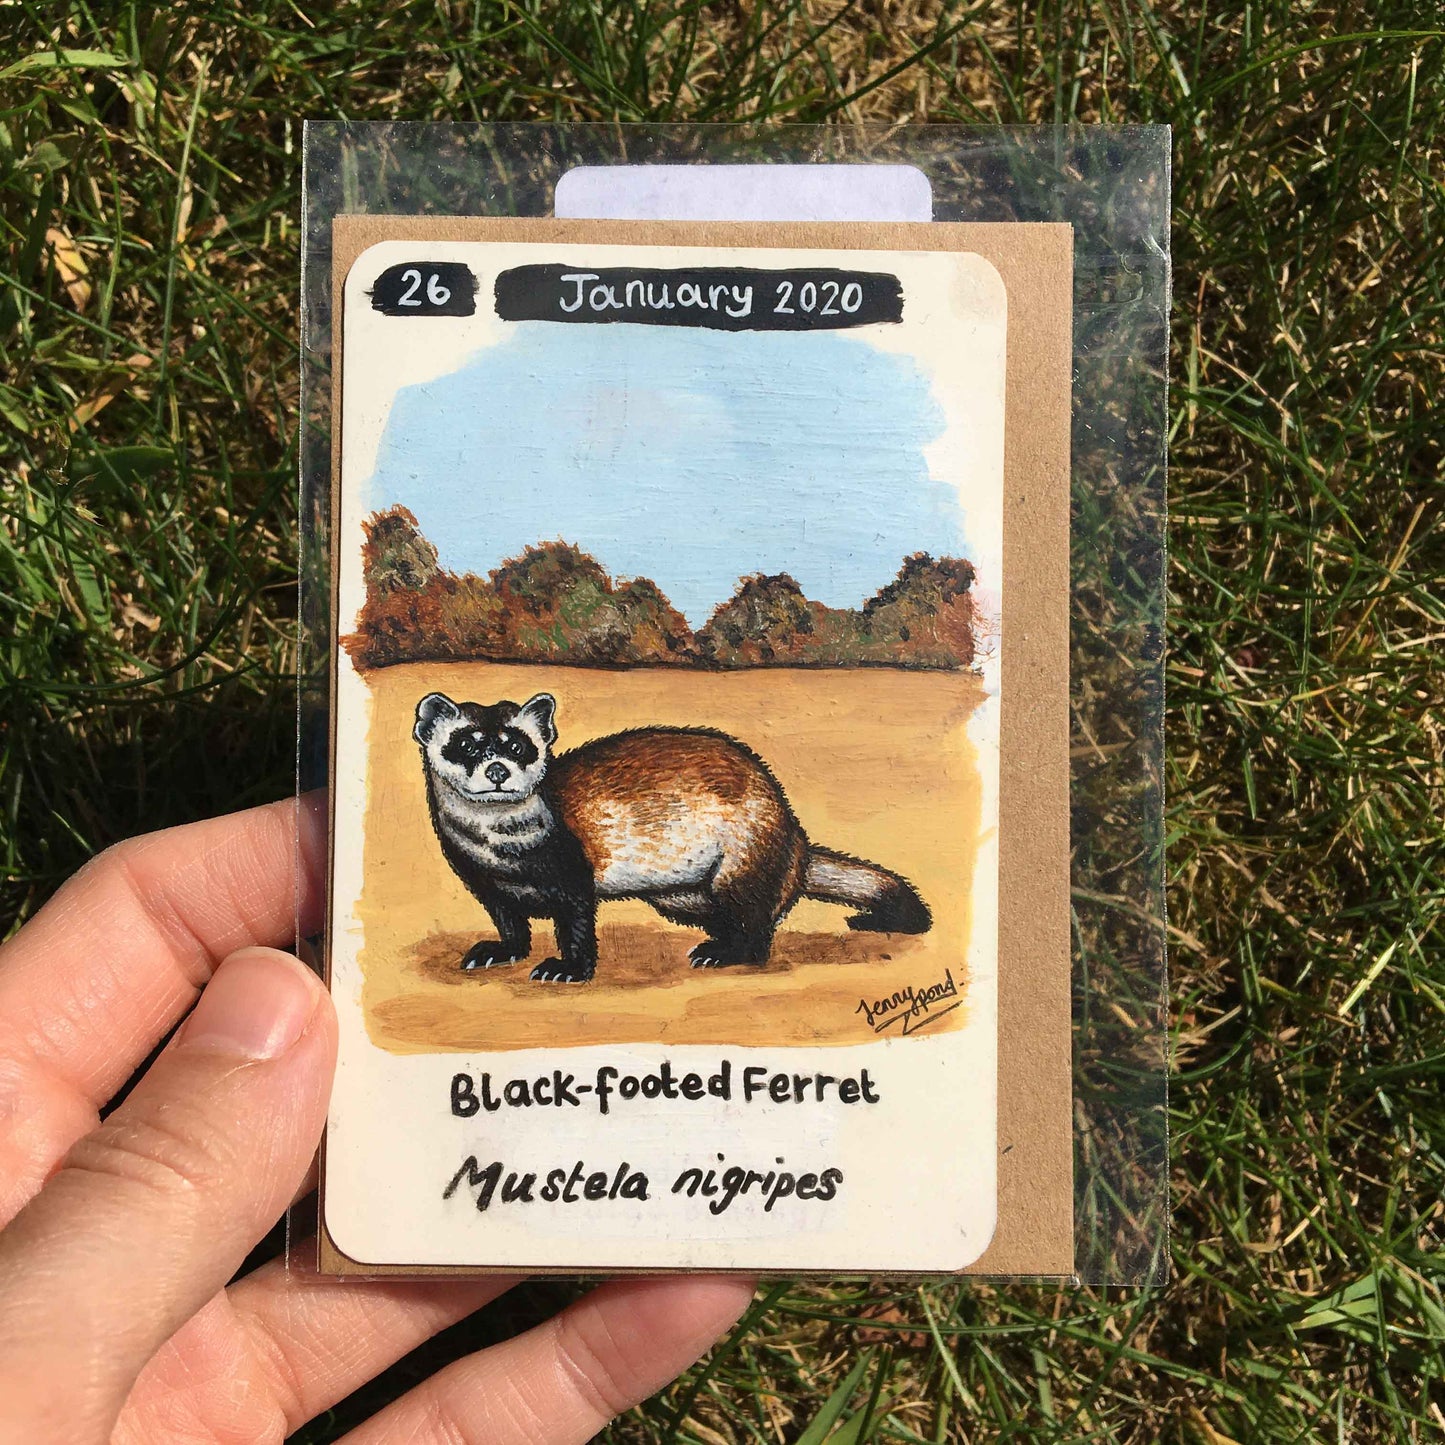 26 January 2020
Jennypond.
Black-footed Ferret
Mustela nigripes